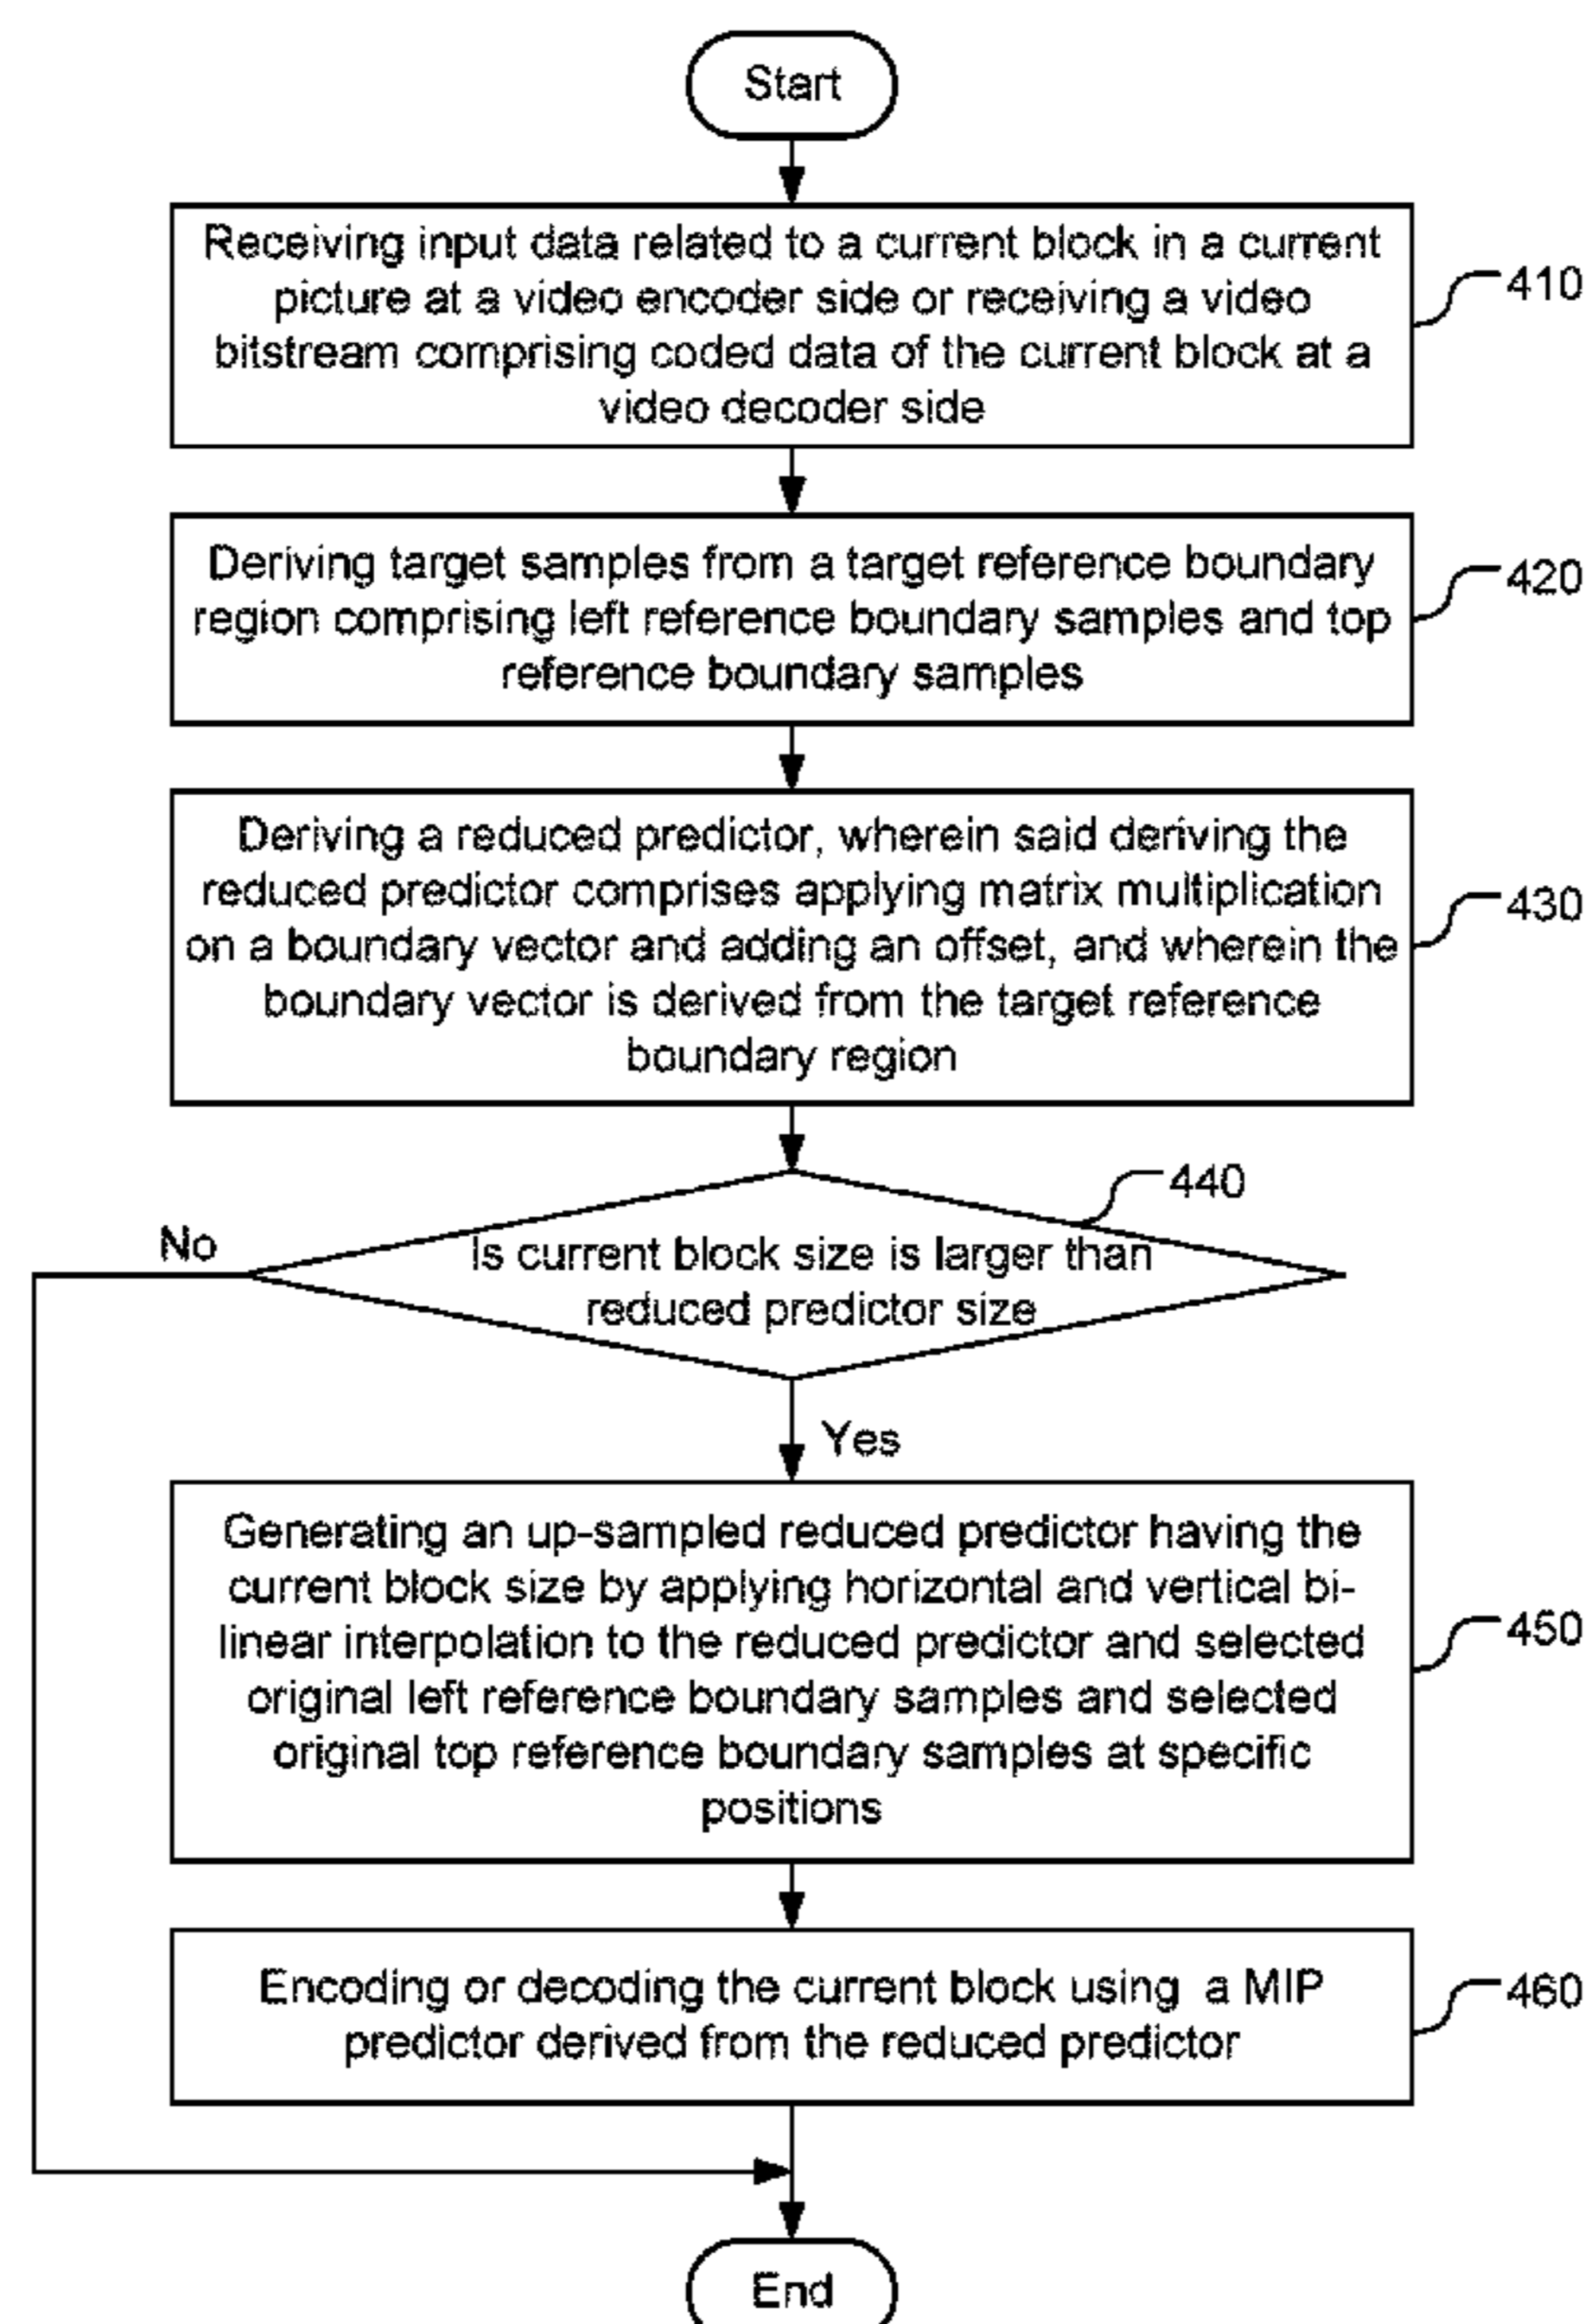 Start
Receiving input data related to a current block in a current
picture at a video encoder side or receiving a video
bitstream comprising coded data of the current block at a
video decoder side
410
Deriving target samples from a target reference boundary
region comprising left reference boundary samples and top
reference boundary samples
420
Deriving a reduced predictor, wherein said deriving the
reduced predictor comprises applying matrix multiplication
on a boundary vector and adding an offset, and wherein the
boundary vector is derived from the target reference
boundary region
430
440
No
Is current block size is larger than
reduced predictor size
Yes
Generating an up-sampled reduced predictor having the
current block size by applying horizontal and vertical bi-
linear interpolation to the reduced predictor and selected
original left reference boundary samples and selected
original top reference boundary samples at specific
positions
450
Encoding or decoding the current block using a MIP
predictor derived from the reduced predictor
460
End